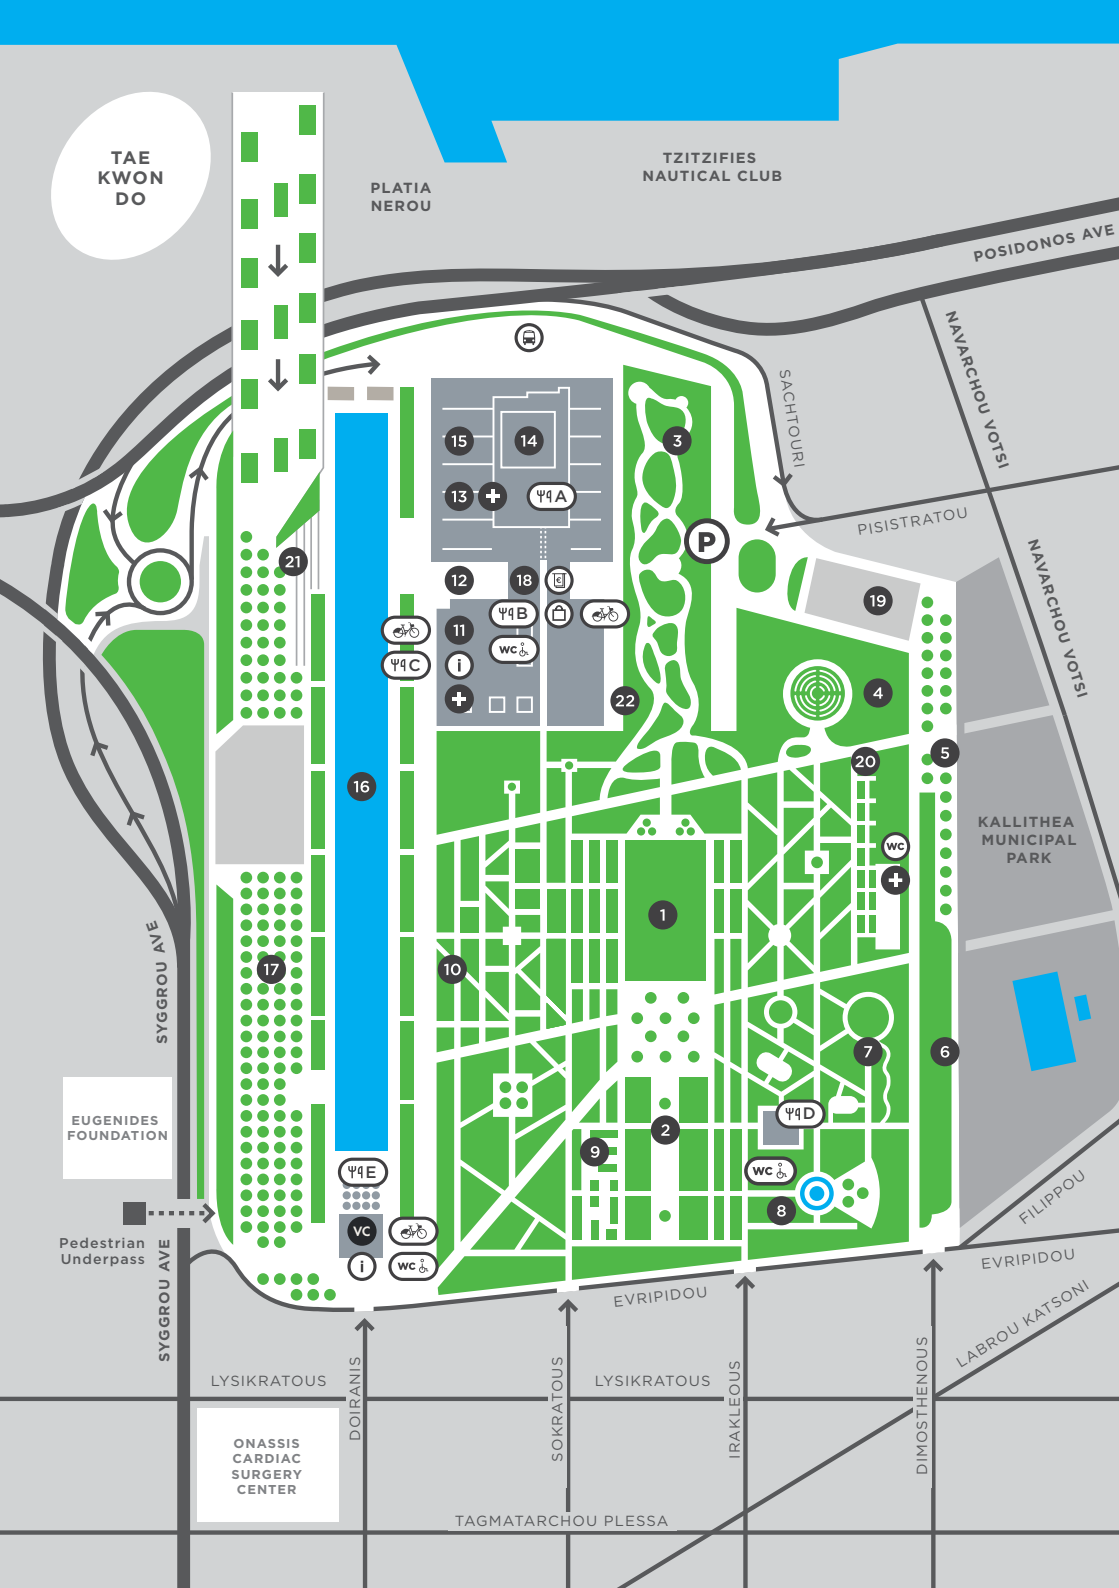 TAE
KWON
DO
PLATIA
NEROU
TZITZIFIES
NAUTICAL CLUB
POSIDONOS AVE
NAVARCHOU VOTSI
SACHTOURI
PISISTRATOU
NAVARCHOU VOTSI
3
15
14
13
A
P
21
12
18
€
19
B
11
C
WC
i
22
4
5
20
16
KALLITHEA
MUNICIPAL
PARK
WC
1
10
17
SYGGROU AVE
7
6
EUGENIDES
FOUNDATION
D
2
9
E
WC
8
VC
i
WC
Pedestrian
Underpass
SYGGROU AVE
FILIPPOU
EVRIPIDOU
EVRIPIDOU
LABROU KATSONI
LYSIKRATOUS
DOIRANIS
SOKRATOUS
LYSIKRATOUS
IRAKLEOUS
DIMOSTHENOUS
ONASSIS
CARDIAC
SURGERY
CENTER
TAGMATARCHOU PLESSA